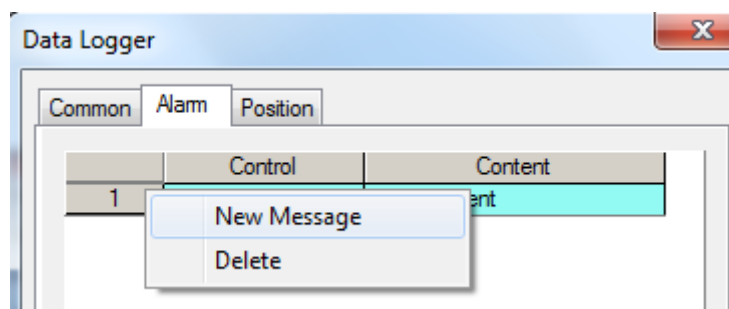 Data Logger
Common Alarm Position
Control Content
1
New Message
Delete